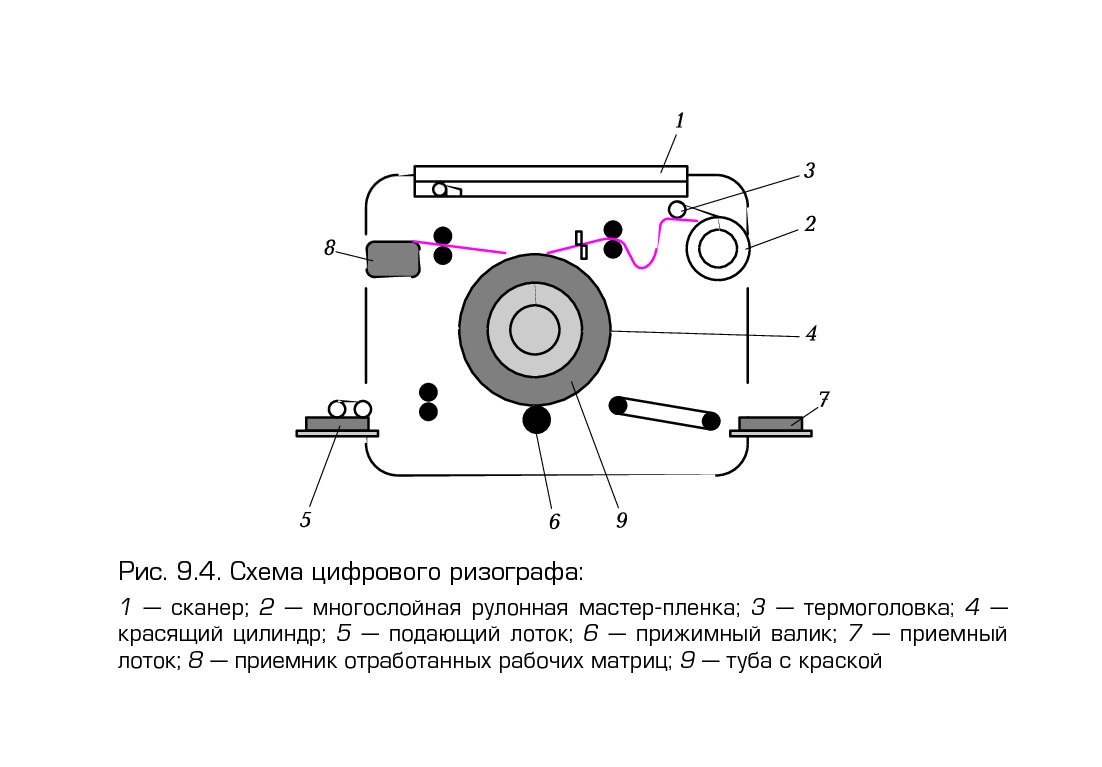 1
3
2
8
4
7
5
6
9
Рис. 9.4. Схема цифрового ризографа:
1 — сканер; 2 — многослойная рулонная мастер-пленка; 3 — термоголовка; 4 —
красящий цилиндр; 5 — подающий лоток; 6 — прижимный валик; 7 — приемный
лоток; 8 — приемник отработанных рабочих матриц; 9 — туба с краской